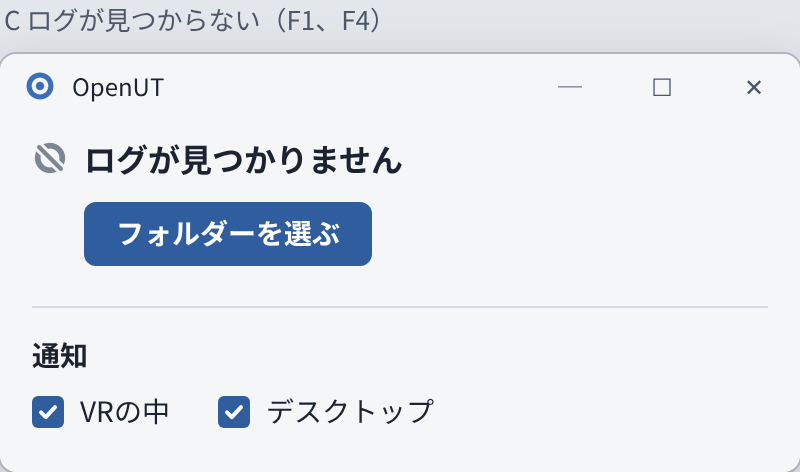 C ログが見つからない（F1、F4）
OpenUT
ログが見つかりません
フォルダーを選ぶ
通知
VRの中 デスクトップ